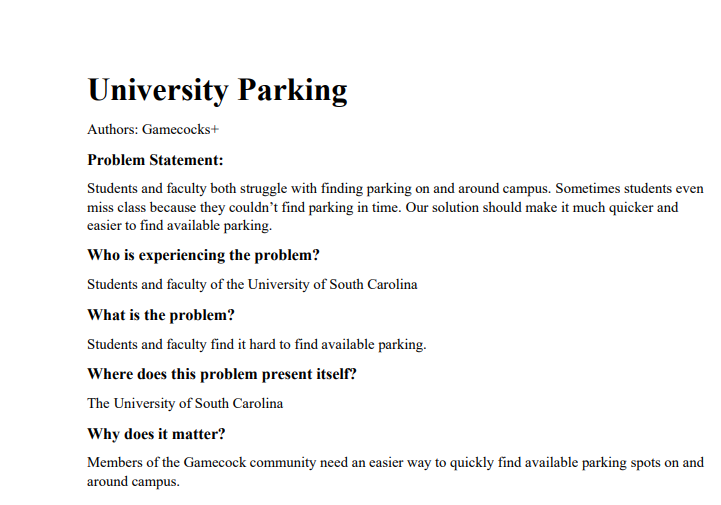 University Parking
Authors: Gamecocks+
Problem Statement:
Students and faculty both struggle with finding parking on and around campus. Sometimes students even
miss class because they couldn’t find parking in time. Our solution should make it much quicker and
easier to find available parking.
Who is experiencing the problem?
Students and faculty of the University of South Carolina
What is the problem?
Students and faculty find it hard to find available parking.
Where does this problem present itself?
The University of South Carolina
Why does it matter?
Members of the Gamecock community need an easier way to quickly find available parking spots on and
around campus.